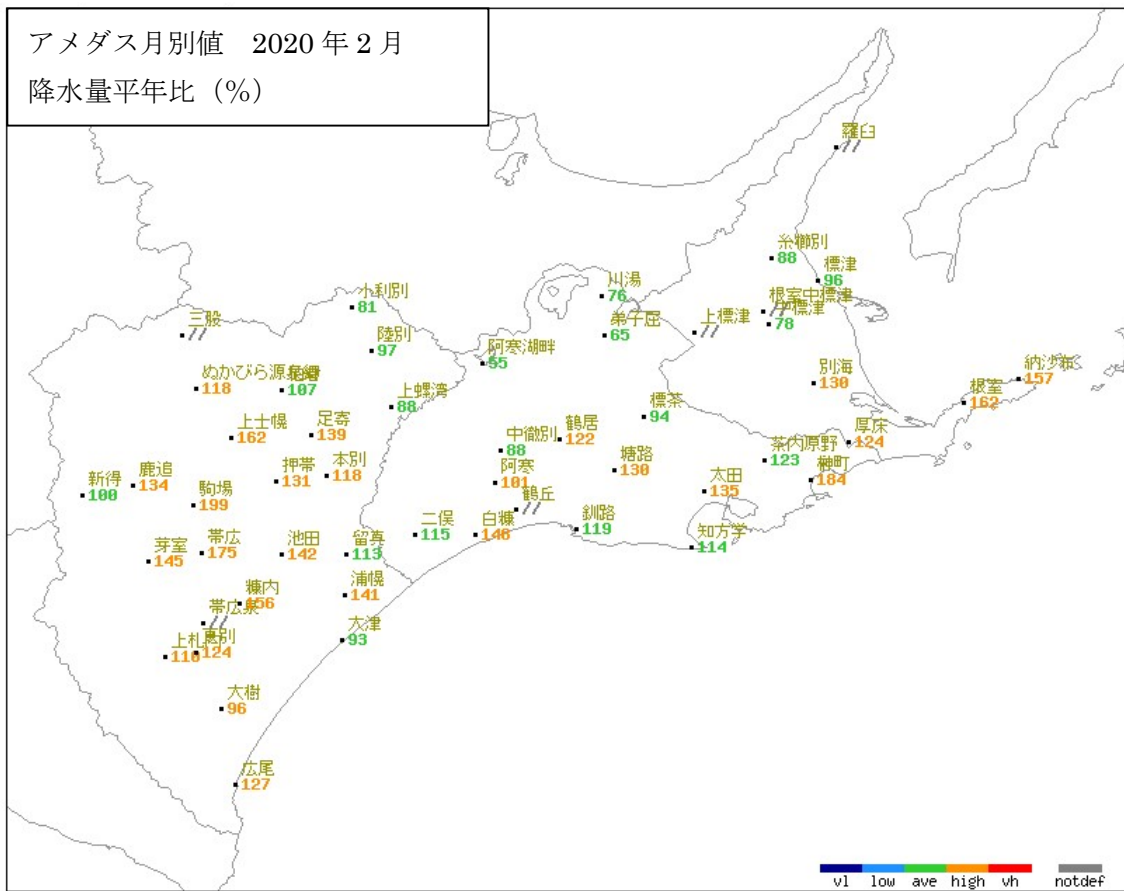 アメダス月別値 2020年2月
降水量平年比（%）
羅臼
//
糸櫛別
88
標津
96
川湯
76
根室中標津
//
中標津
78
小利別
81
上標津
//
三股
//
弟子屈
65
陸別
97
阿寒湖畔
55
ぬかびら源泉郷
118
107
別海
130
納沙布
157
根室
162
上螺湾
88
標茶
94
上士幌
162
足寄
139
中徹別
88
鶴居
122
厚床
124
茶内原野
123
新得
100
鹿追
134
押帯
131
本別
118
阿寒
101
塘路
130
榊町
184
駒場
199
太田
135
鶴丘
//
二俣
115
白糠
釧路
119
知方学
114
芽室
145
帯広
175
池田
142
留真
113
浦幌
141
糠内
156
帯広泉
//
大津
93
上札内
124
大樹
96
広尾
127
vl low ave high vh notdef